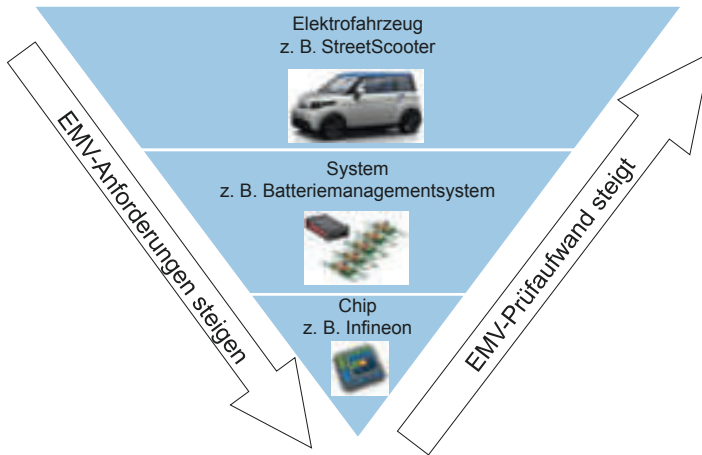 Elektrofahrzeug
z. B. StreetScooter
EMV-Anforderungen steigen
System
z. B. Batteriemanagementsystem
EMV-Prüfaufwand steigt
Chip
z. B. Infineon